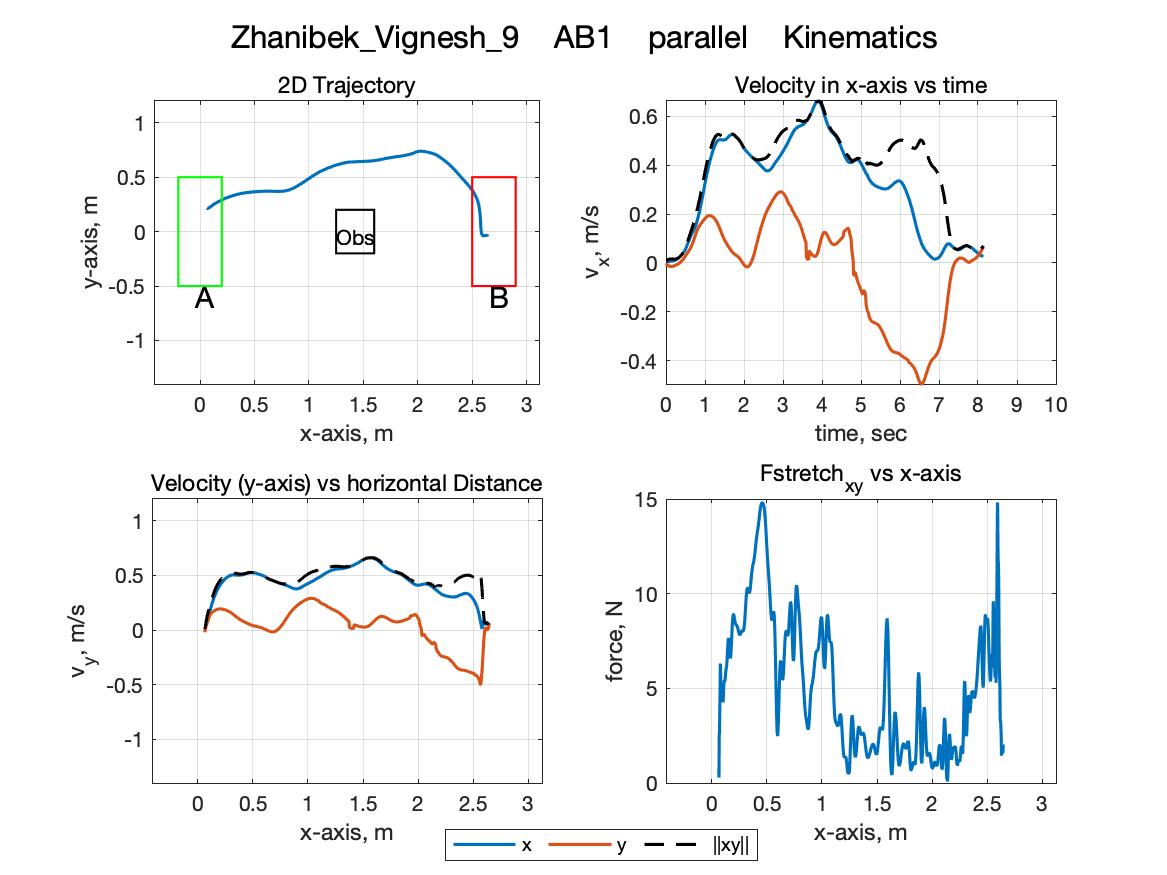 Zhanibek_Vignesh_9 AB1 parallel Kinematics
2D Trajectory
1
0.5
0
-0.5
-1
y-axis, m
Obs
A
B
0 0.5 1 1.5 2 2.5 3
x-axis, m
Velocity in x-axis vs time
0.6
0.4
0.2
0
-0.2
-0.4
v_x, m/s
0 1 2 3 4 5 6 7 8 9 10
time, sec
Velocity (y-axis) vs horizontal Distance
1
0.5
0
-0.5
-1
v_y, m/s
0 0.5 1 1.5 2 2.5 3
x-axis, m
Fstretch_xy vs x-axis
15
10
5
0
force, N
0 0.5 1 1.5 2 2.5 3
x-axis, m
x y ||xy||